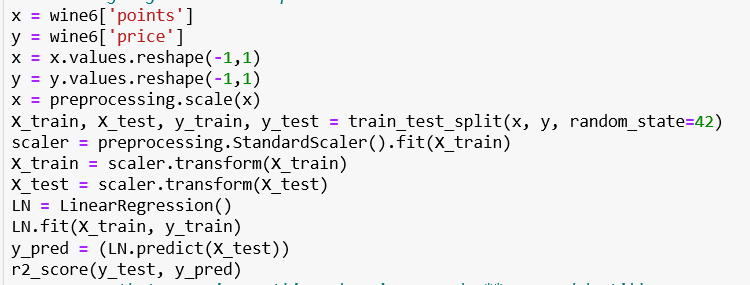 x = wine6['points']
y = wine6['price']
x = x.values.reshape(-1,1)
y = y.values.reshape(-1,1)
x = preprocessing.scale(x)
X_train, X_test, y_train, y_test = train_test_split(x, y, random_state=42)
scaler = preprocessing.StandardScaler().fit(X_train)
X_train = scaler.transform(X_train)
X_test = scaler.transform(X_test)
LN = LinearRegression()
LN.fit(X_train, y_train)
y_pred = (LN.predict(X_test))
r2_score(y_test, y_pred)